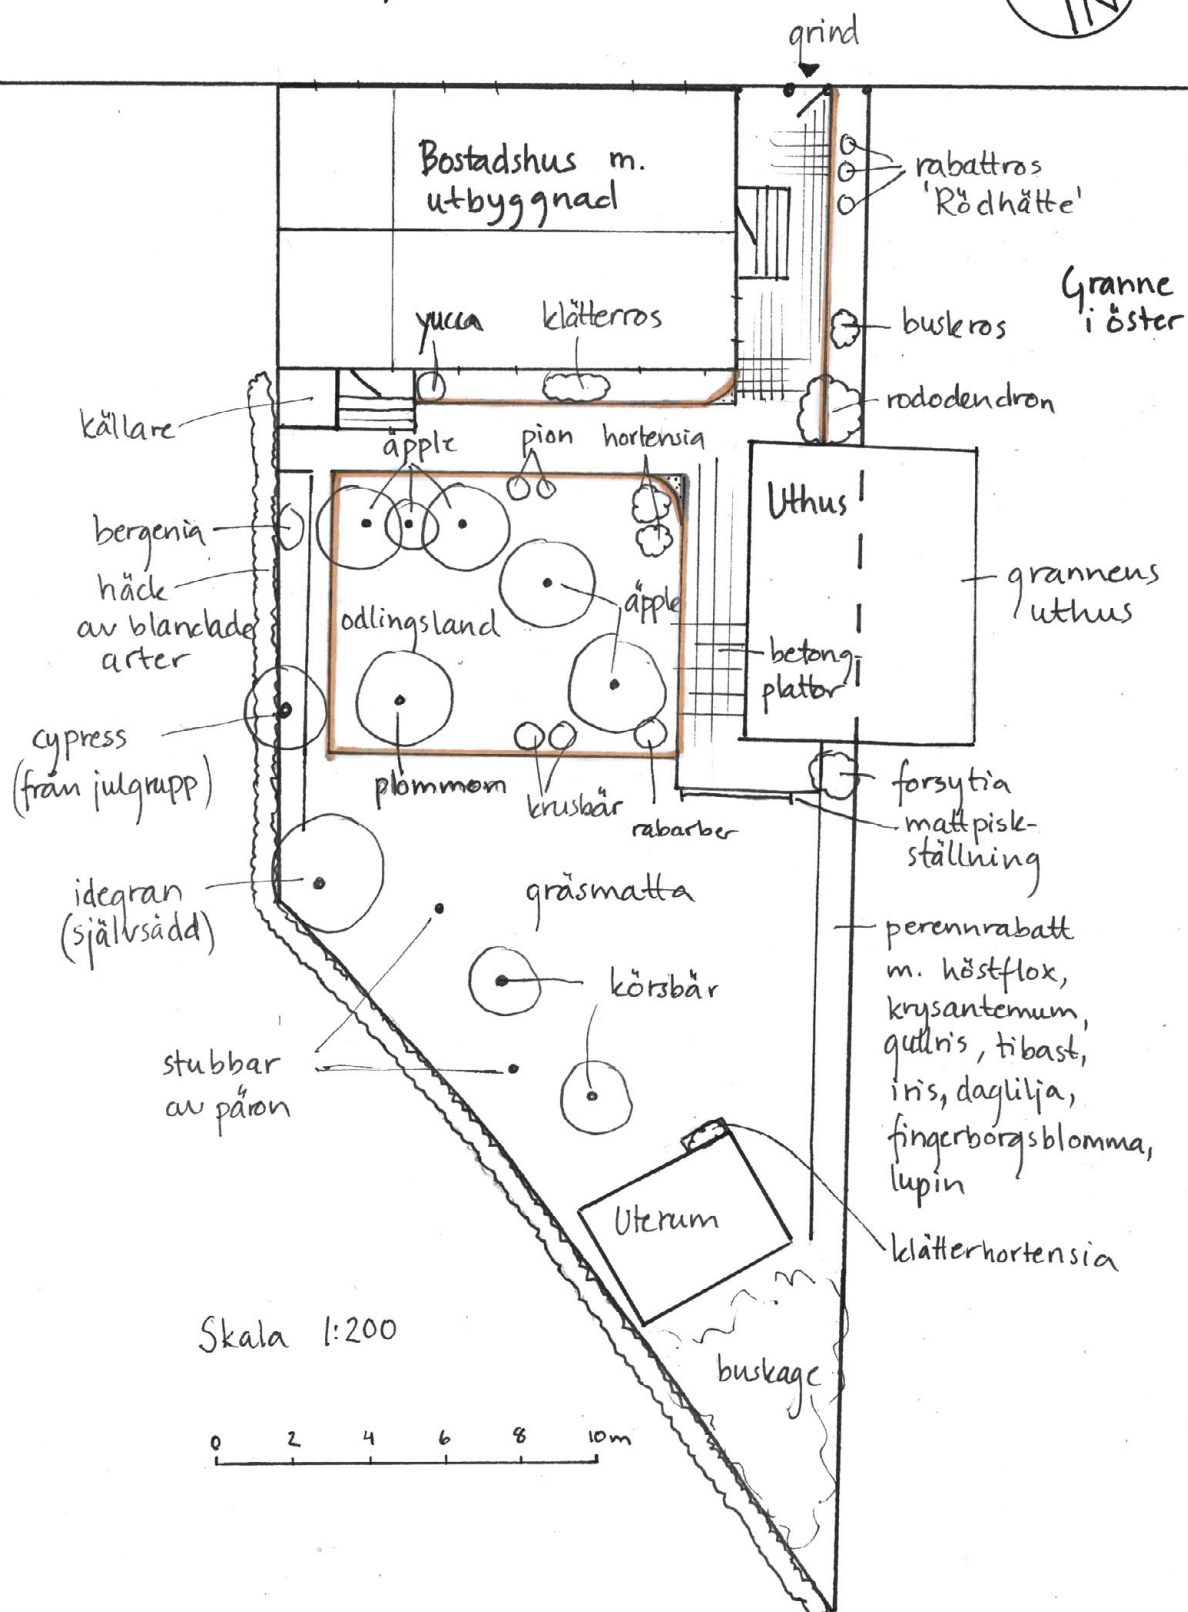 N
grind
Bostadshus m.
utbyggnad
rabattros
'Rödhätte'
Granne
i öster
yucca
klätterros
buskros
rododendron
källare
äpple
pion
hortensia
Uthus
bergenia
häck
av blandade
arter
odlingsland
äpple
grannens
uthus
betong-
plattor
cypress
(från julgrupp)
plommon
krusbär
rabarber
forsytia
mattpisk-
ställning
idegran
(självsådd)
gräsmatta
perennrabatt
m. höstflox,
krysantemum,
gullris, tibast,
iris, daglilja,
fingerborgsblomma,
lupin
körsbär
stubbar
av päron
Uterum
klätterhortensia
Skala 1:200
buskage
0 2 4 6 8 10 m